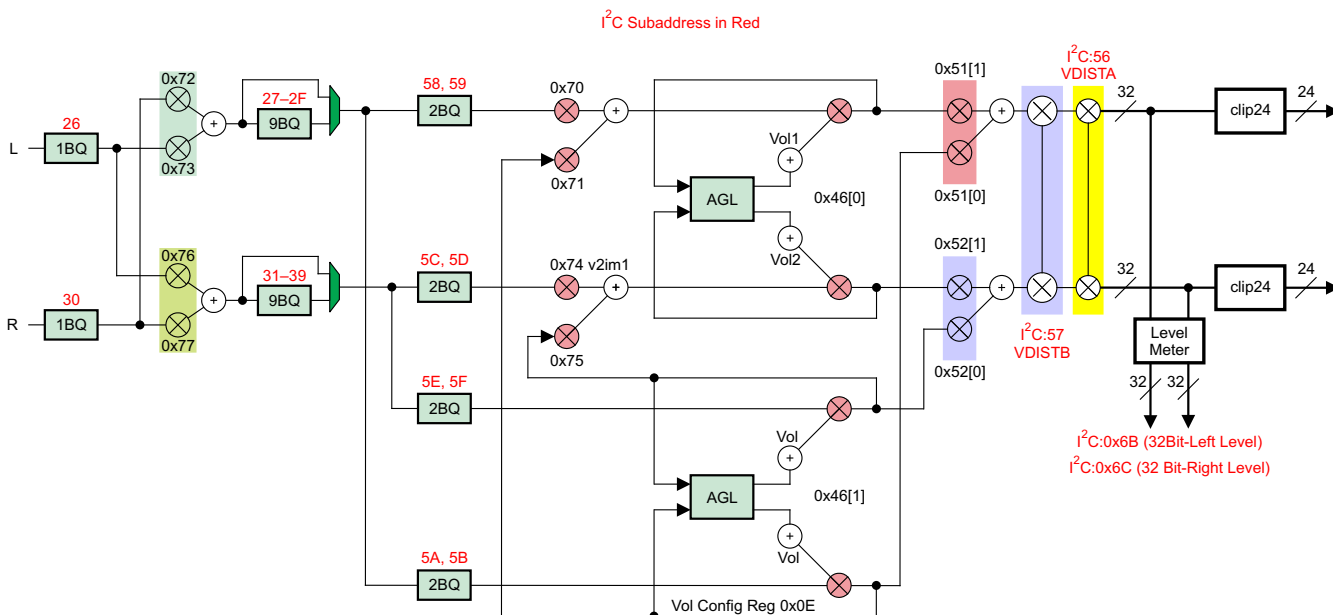 I2C Subaddress in Red
I2C:56
VDISTA
0x72
27–2F
9BQ
58, 59
2BQ
0x70
0x51[1]
32
24
clip24
26
L
1BQ
0x73
0x71
Vol1
AGL
0x46[0]
0x51[0]
Vol2
0x76
31–39
9BQ
5C, 5D
2BQ
0x74 v2im1
0x52[1]
32
24
clip24
30
R
1BQ
0x77
0x75
0x52[0]
I2C:57
VDISTB
Level
Meter
32
32
5E, 5F
2BQ
Vol
I2C:0x6B (32Bit-Left Level)
I2C:0x6C (32 Bit-Right Level)
AGL
0x46[1]
Vol
5A, 5B
2BQ
Vol Config Reg 0x0E